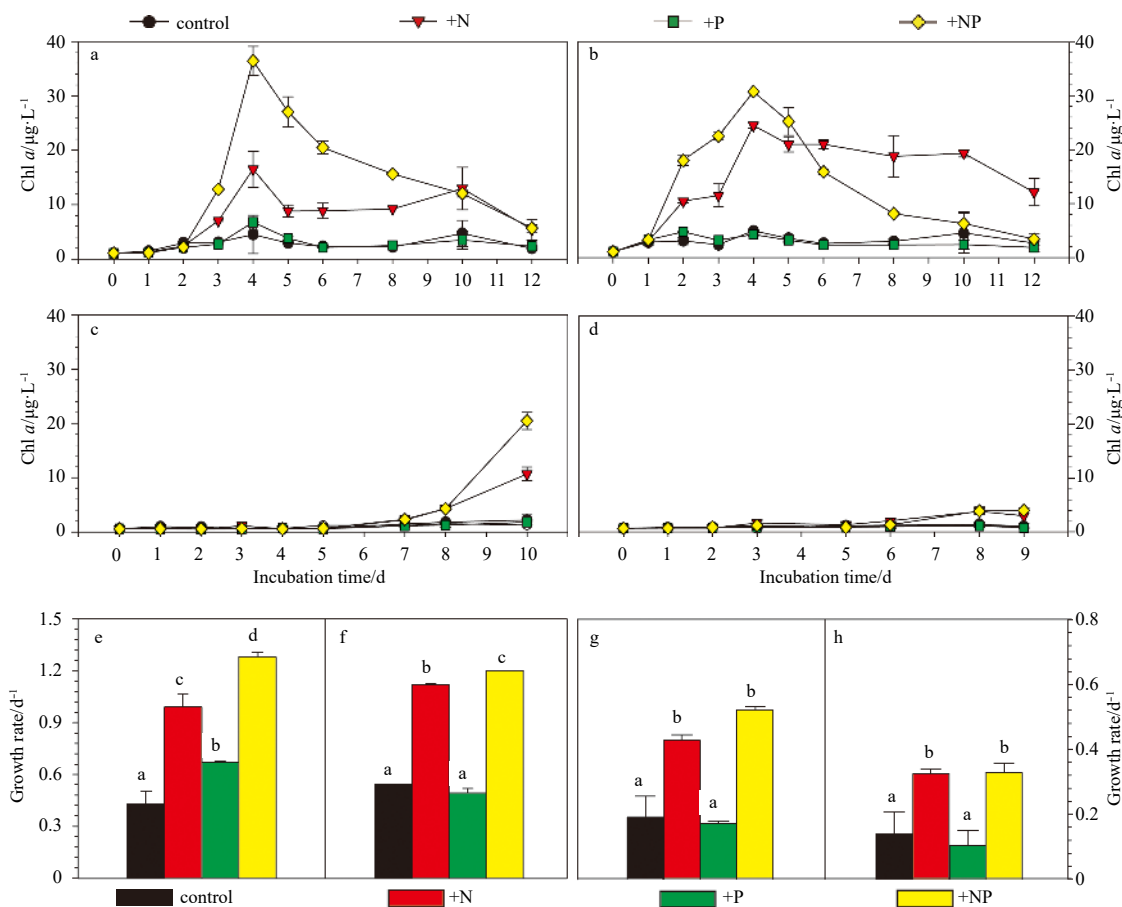 control +N +P +NP
a
b
40
30
20
10
0
Chl a/μg·L⁻¹
0 1 2 3 4 5 6 7 8 9 10 11 12
40
30
20
10
0
Chl a/μg·L⁻¹
0 1 2 3 4 5 6 7 8 9 10 11 12
c
d
40
30
20
10
0
Chl a/μg·L⁻¹
0 1 2 3 4 5 6 7 8 9 10
Incubation time/d
40
30
20
10
0
Chl a/μg·L⁻¹
0 1 2 3 4 5 6 7 8 9
Incubation time/d
1.5
1.2
0.9
0.6
0.3
0
Growth rate/d⁻¹
e
a c b d
f
a b a c
g
a b a b
h
a b a b
0.8
0.6
0.4
0.2
0
Growth rate/d⁻¹
control +N +P +NP